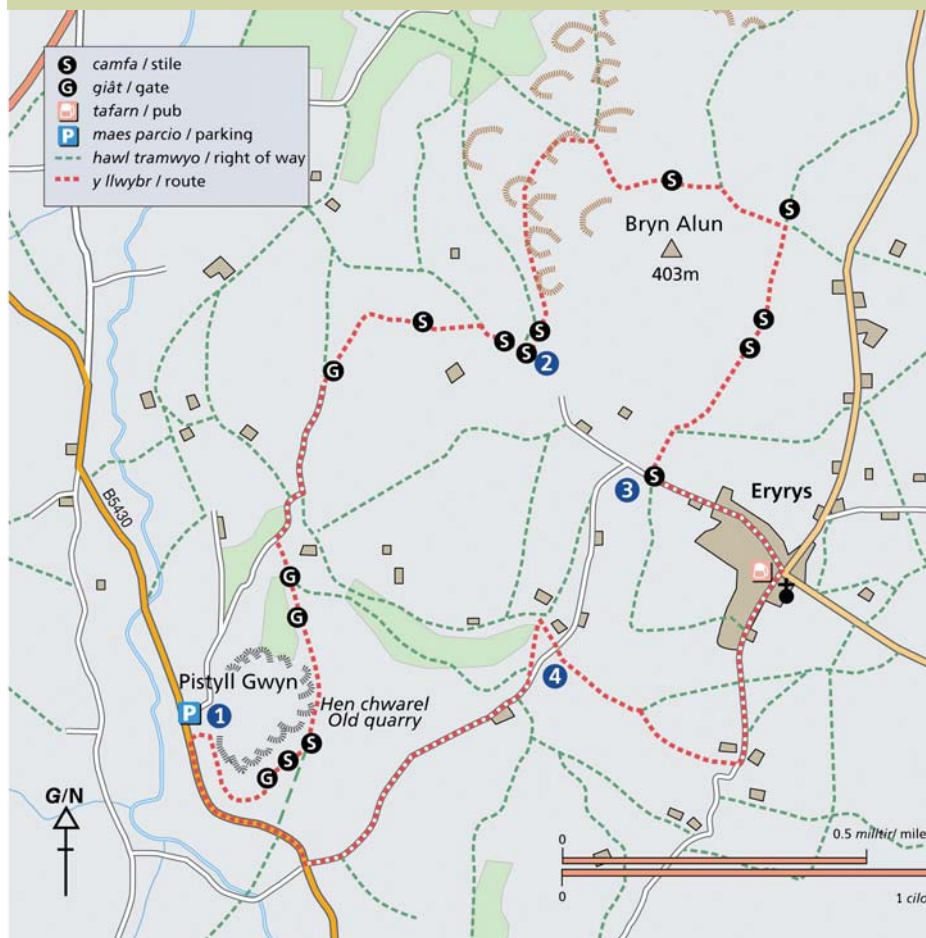 S camfa / stile
G giât / gate
tafarn / pub
P maes parcio / parking
hawl tramwyo / right of way
y llwybr / route
S
S
Bryn Alun
403m
S
S
S
S
S
S
2
G
B5430
3
S
Eryrys
G
G
4
Pistyll Gwyn
P 1
Hen chwarel
Old quarry
S
S
G
G/N
0
0.5 milltir/ mile
0
1 cilo